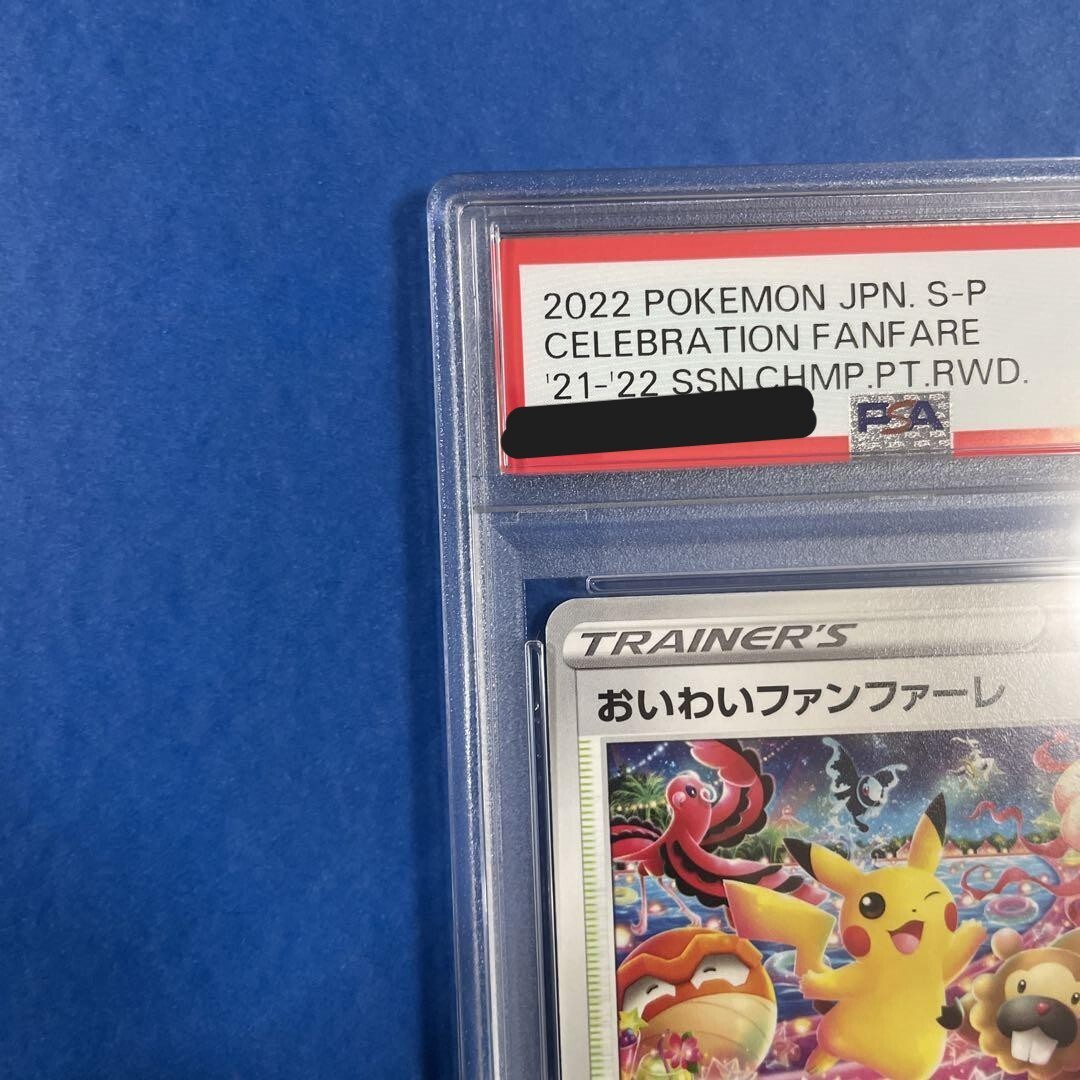 2022 POKEMON JPN. S-P
CELEBRATION FANFARE
'21-'22 SSN.CHMP.PT.RWD.
PSA
TRAINER'S
おいわいファンファーレ